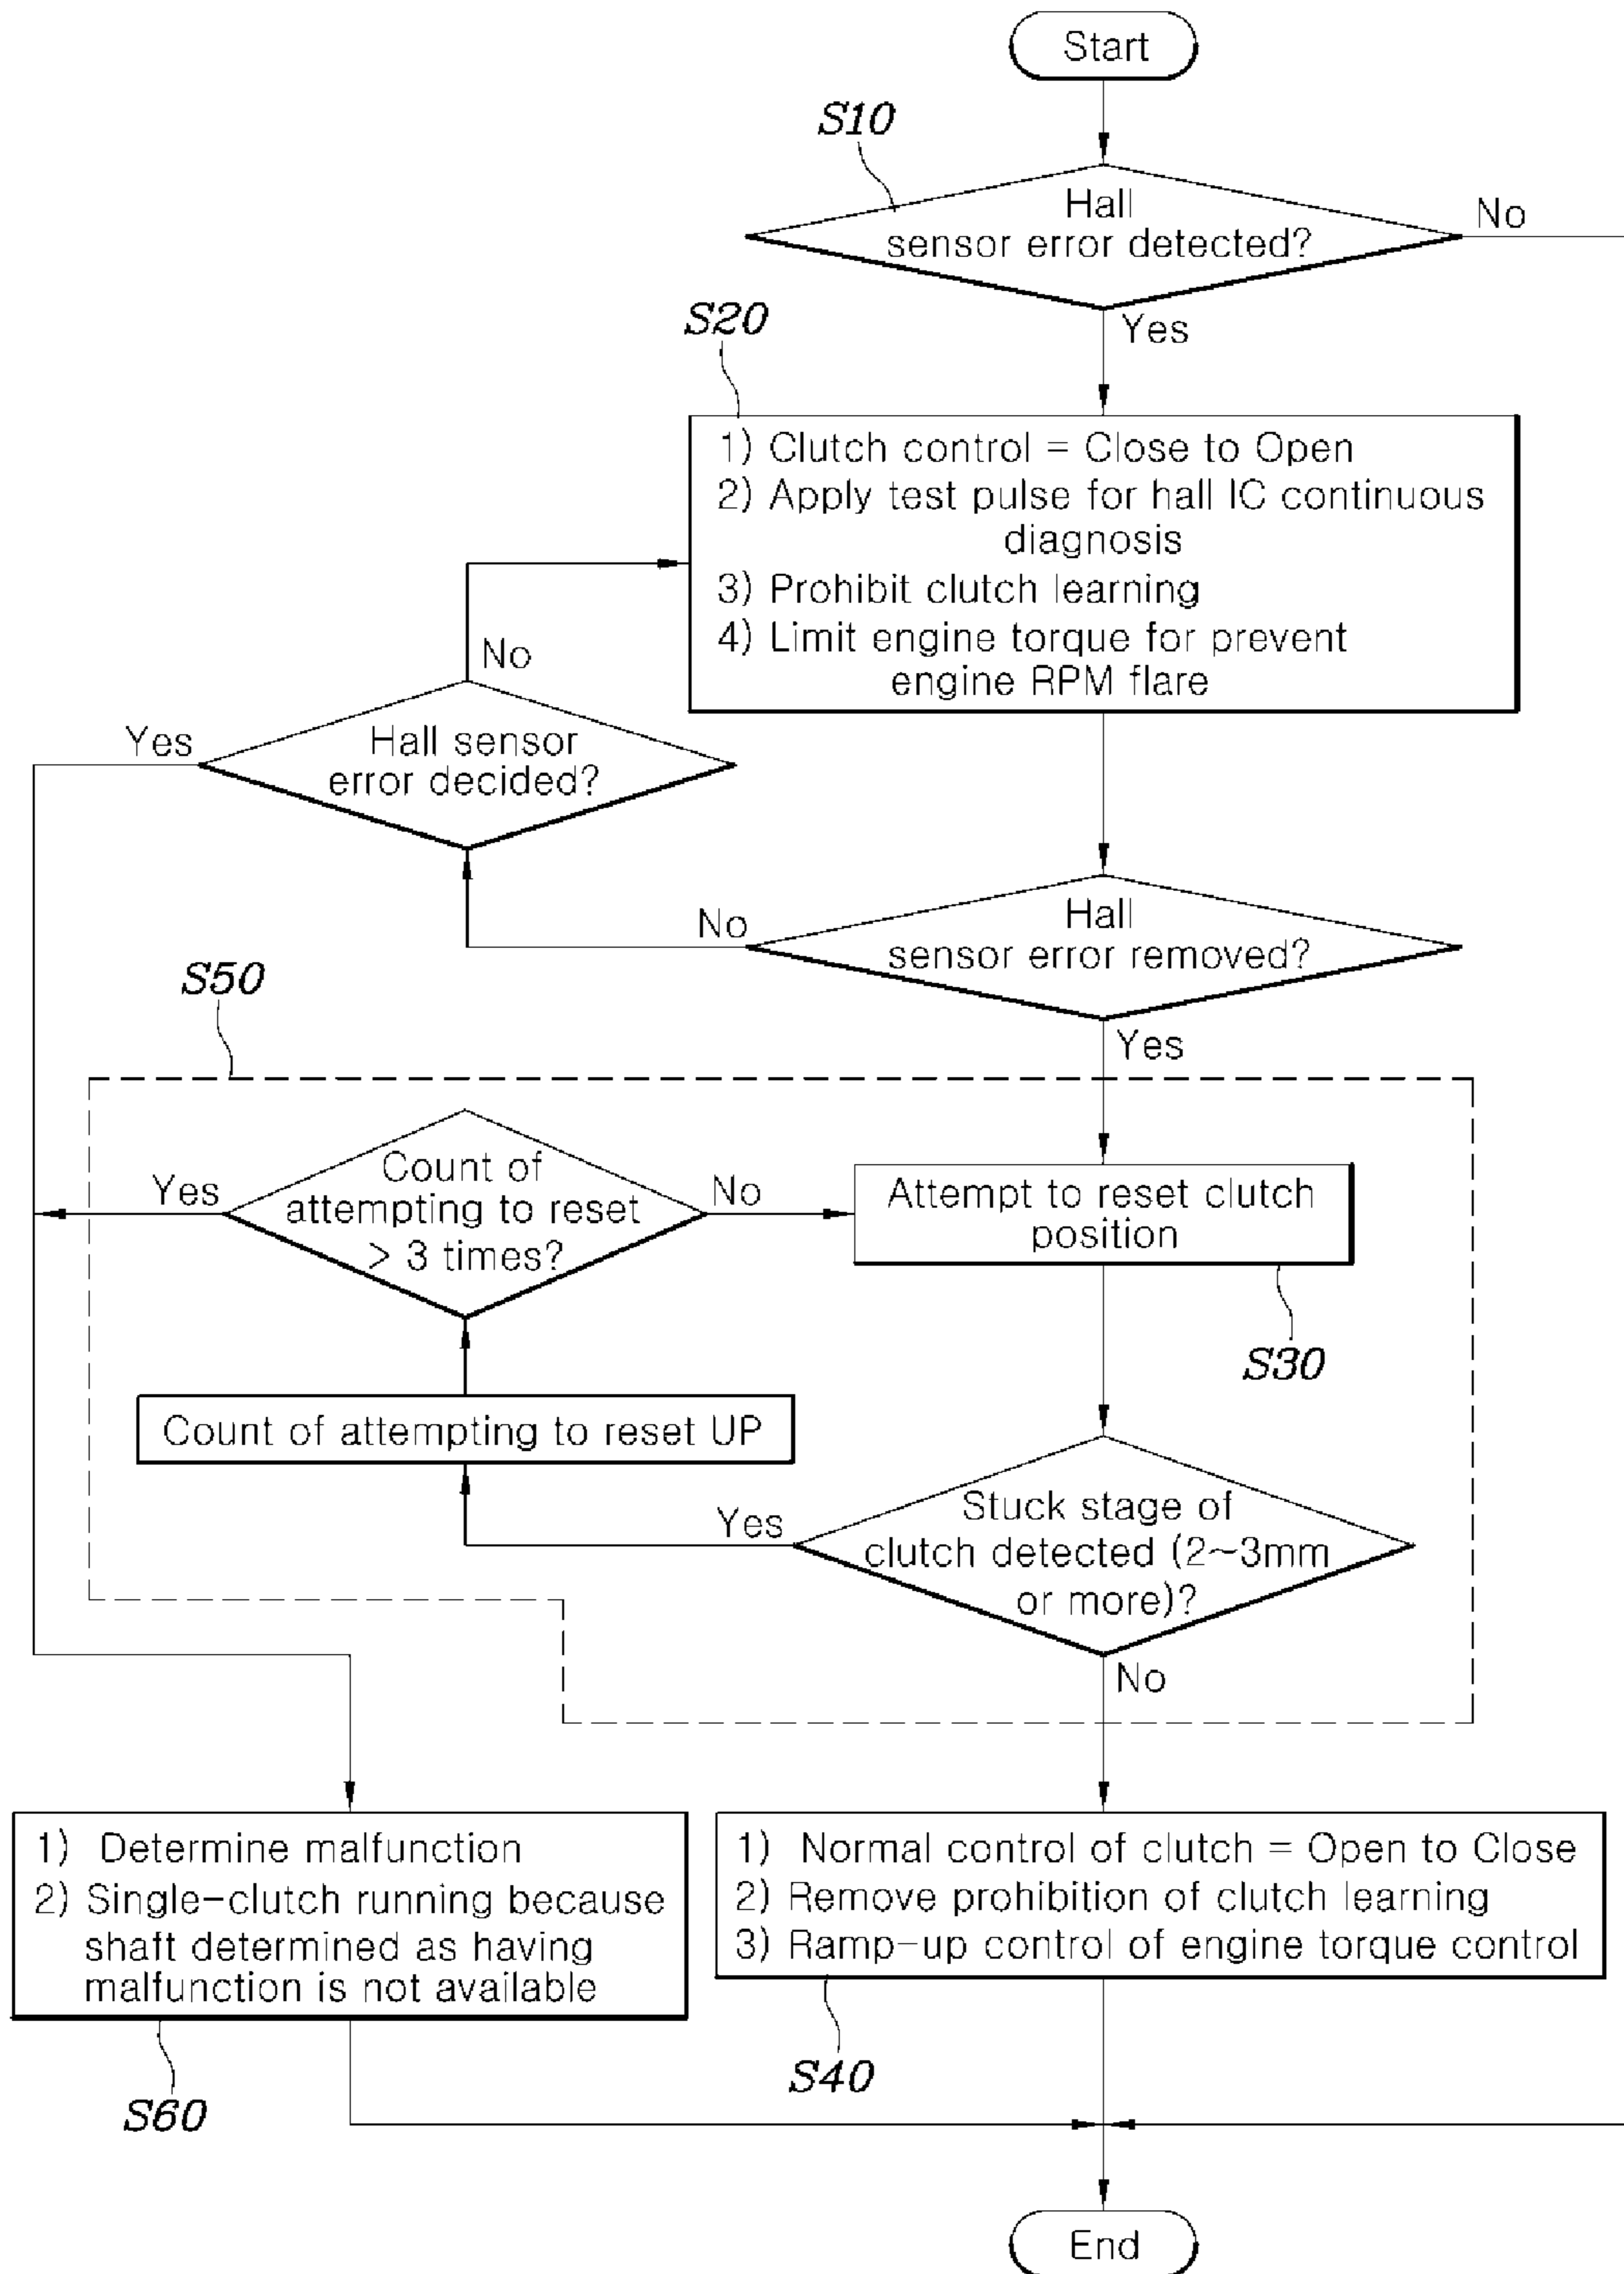 Start
S10
Hall
sensor error detected?
No
Yes
S20
1) Clutch control = Close to Open
2) Apply test pulse for hall IC continuous
diagnosis
3) Prohibit clutch learning
4) Limit engine torque for prevent
engine RPM flare
No
Yes
Hall sensor
error decided?
No
Hall
sensor error removed?
Yes
S50
Count of
attempting to reset
> 3 times?
Yes
No
Attempt to reset clutch
position
S30
Count of attempting to reset UP
Yes
Stuck stage of
clutch detected (2~3mm
or more)?
No
1) Determine malfunction
2) Single-clutch running because
shaft determined as having
malfunction is not available
S60
1) Normal control of clutch = Open to Close
2) Remove prohibition of clutch learning
3) Ramp-up control of engine torque control
S40
End